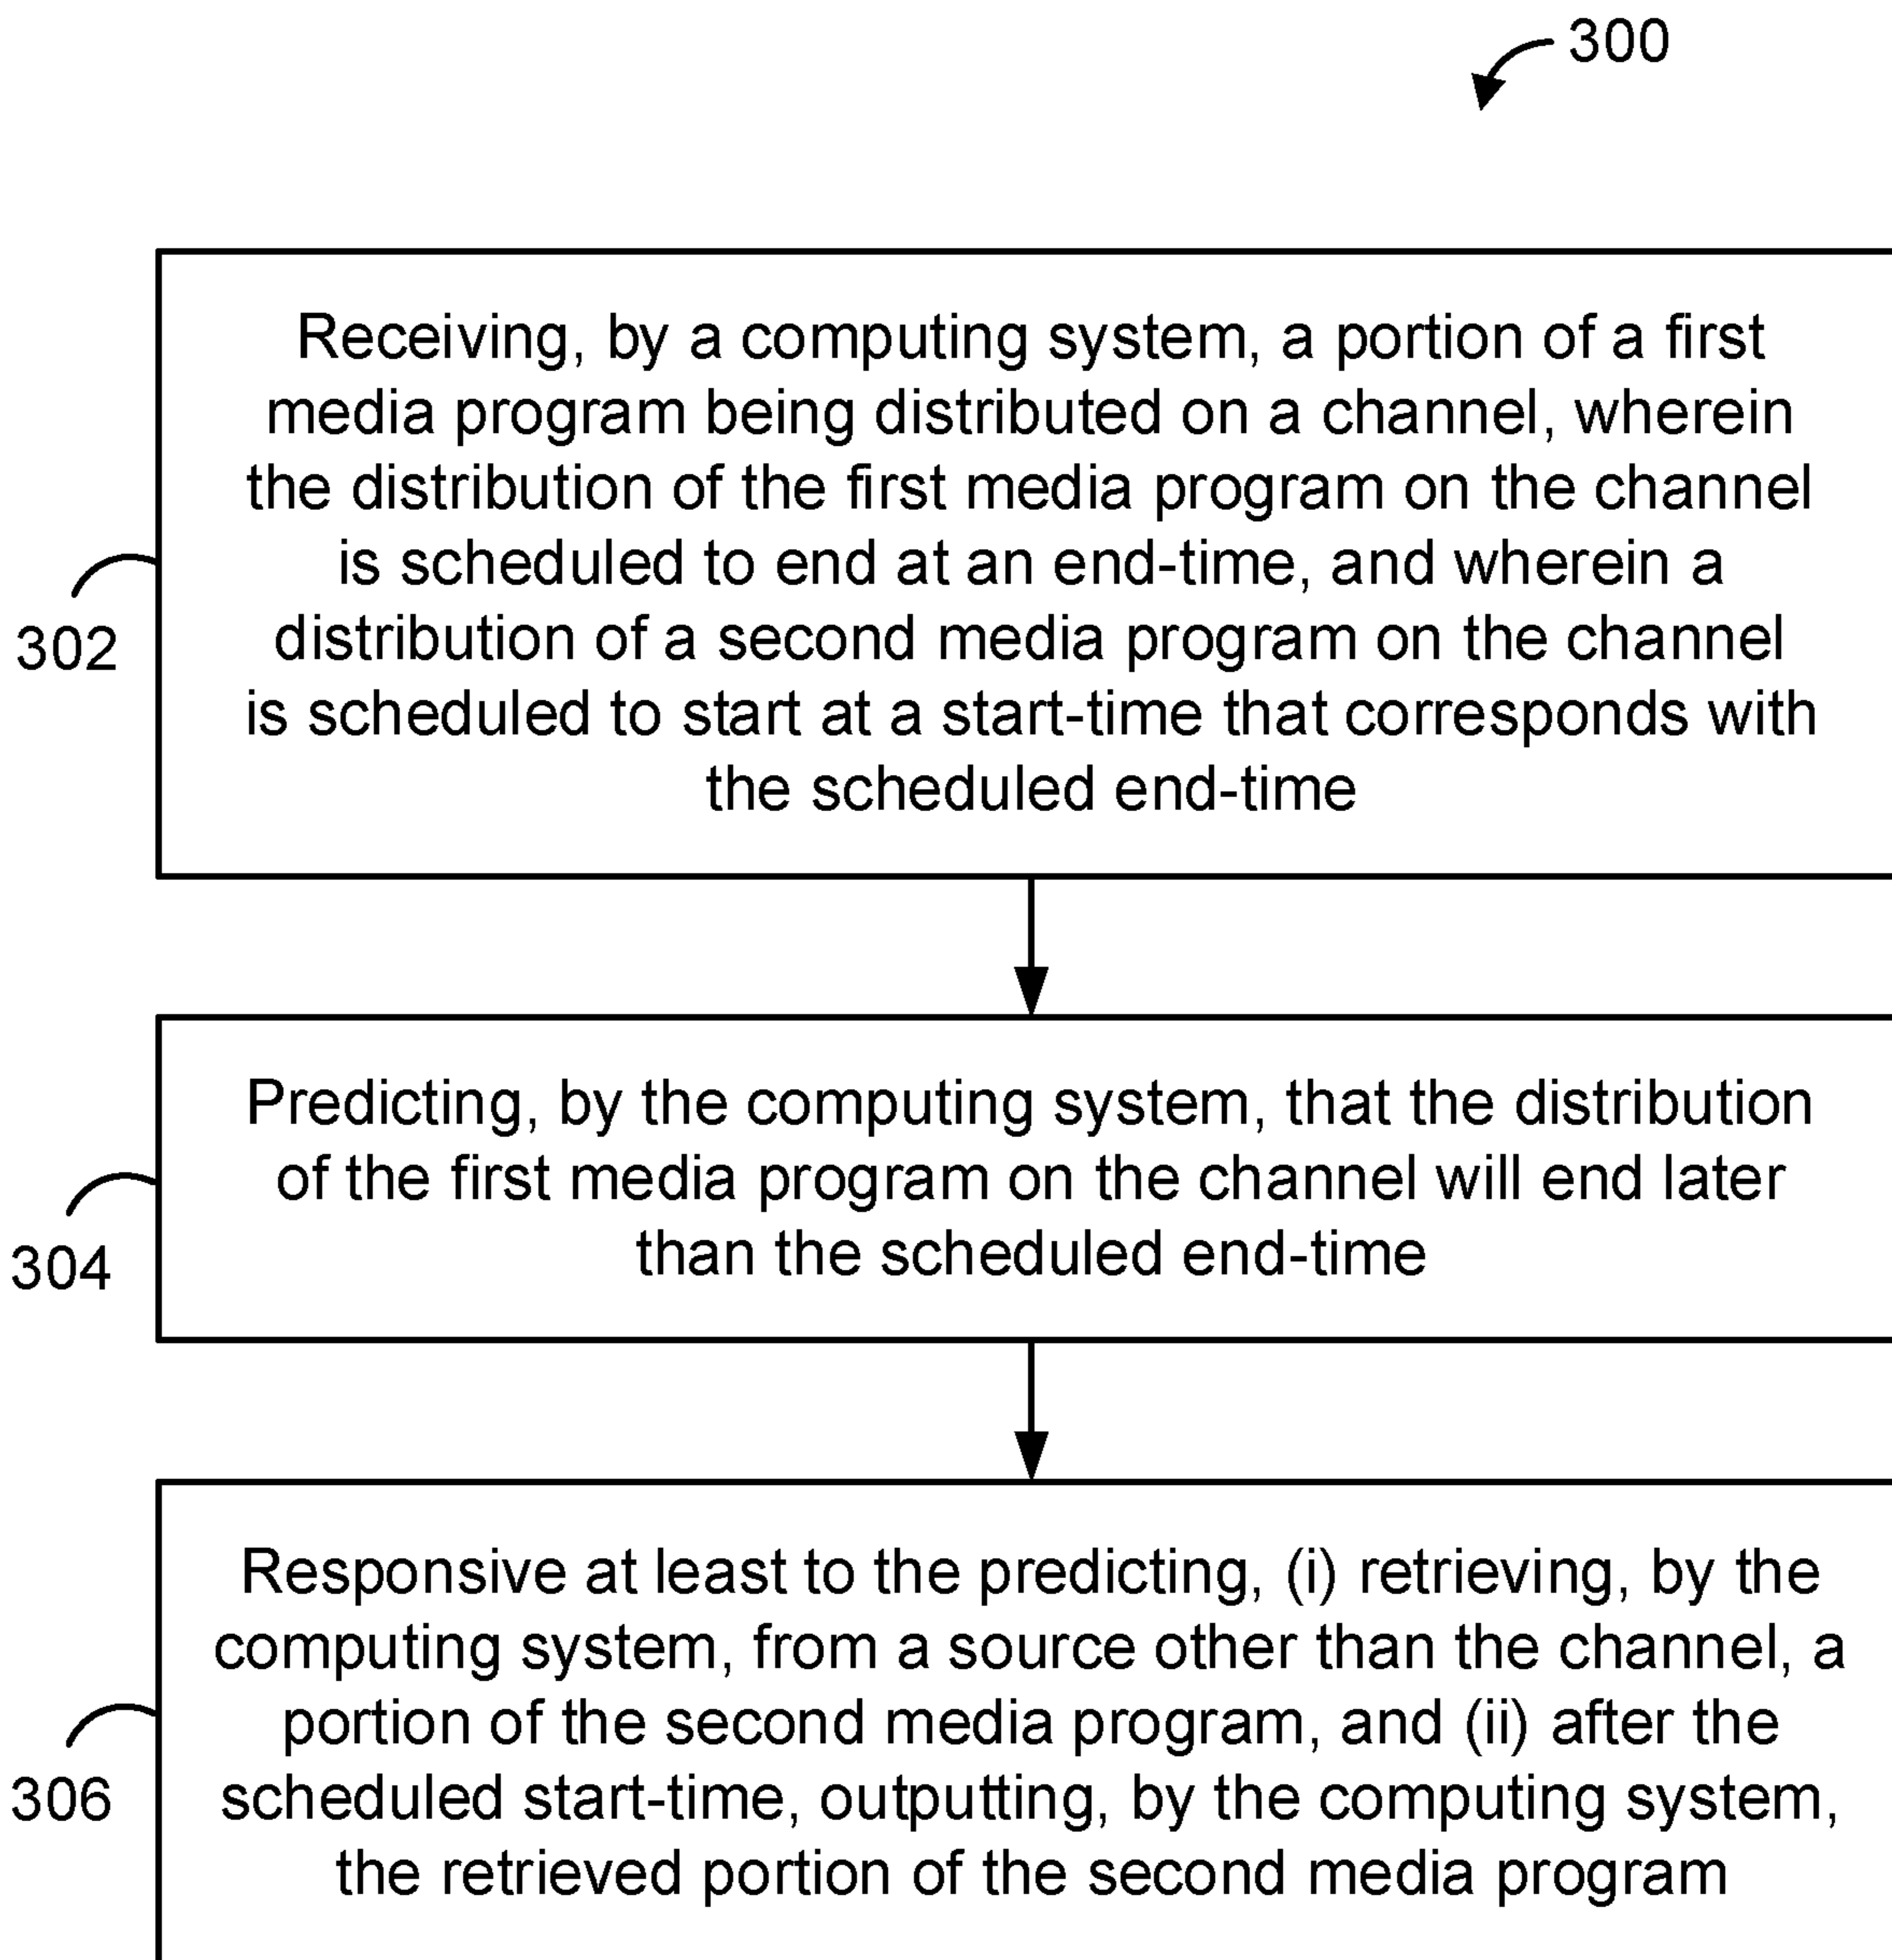 300
Receiving, by a computing system, a portion of a first
media program being distributed on a channel, wherein
the distribution of the first media program on the channel
is scheduled to end at an end-time, and wherein a
distribution of a second media program on the channel
is scheduled to start at a start-time that corresponds with
the scheduled end-time
302
Predicting, by the computing system, that the distribution
of the first media program on the channel will end later
than the scheduled end-time
304
Responsive at least to the predicting, (i) retrieving, by the
computing system, from a source other than the channel, a
portion of the second media program, and (ii) after the
scheduled start-time, outputting, by the computing system,
the retrieved portion of the second media program
306